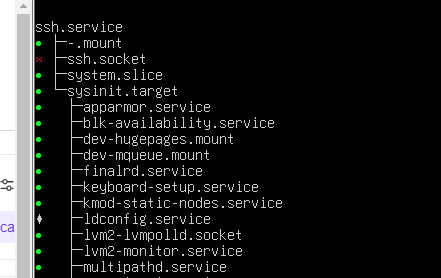 ssh.service
● ├─-.mount
× ├─ssh.socket
● ├─system.slice
● └─sysinit.target
●   ├─apparmor.service
●   ├─blk-availability.service
●   ├─dev-hugepages.mount
●   ├─dev-mqueue.mount
●   ├─finalrd.service
●   ├─keyboard-setup.service
●   ├─kmod-static-nodes.service
♦   ├─ldconfig.service
●   ├─lvm2-lvmpolld.socket
●   ├─lvm2-monitor.service
●   ├─multipathd.service
ca